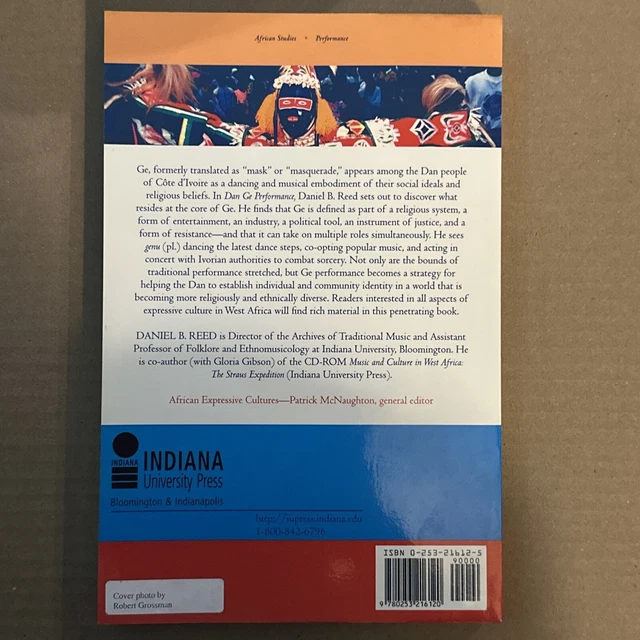 African Studies • Performance
Ge, formerly translated as “mask” or “masquerade,” appears among the Dan people
of Côte d’Ivoire as a dancing and musical embodiment of their social ideals and
religious beliefs. In Dan Ge Performance, Daniel B. Reed sets out to discover what
resides at the core of Ge. He finds that Ge is defined as part of a religious system, a
form of entertainment, an industry, a political tool, an instrument of justice, and a
form of resistance—and that it can take on multiple roles simultaneously. He sees
genu (pl.) dancing the latest dance steps, co-opting popular music, and acting in
concert with Ivorian authorities to combat sorcery. Not only are the bounds of
traditional performance stretched, but Ge performance becomes a strategy for
helping the Dan to establish individual and community identity in a world that is
becoming more religiously and ethnically diverse. Readers interested in all aspects of
expressive culture in West Africa will find rich material in this penetrating book.
DANIEL B. REED is Director of the Archives of Traditional Music and Assistant
Professor of Folklore and Ethnomusicology at Indiana University, Bloomington. He
is co-author (with Gloria Gibson) of the CD-ROM Music and Culture in West Africa:
The Straus Expedition (Indiana University Press).
African Expressive Cultures—Patrick McNaughton, general editor
INDIANA
INDIANA
University Press
Bloomington & Indianapolis
http://iupress.indiana.edu
1-800-842-6796
ISBN 0-253-21612-5
90000
9 780253 216120
Cover photo by
Robert Grossman